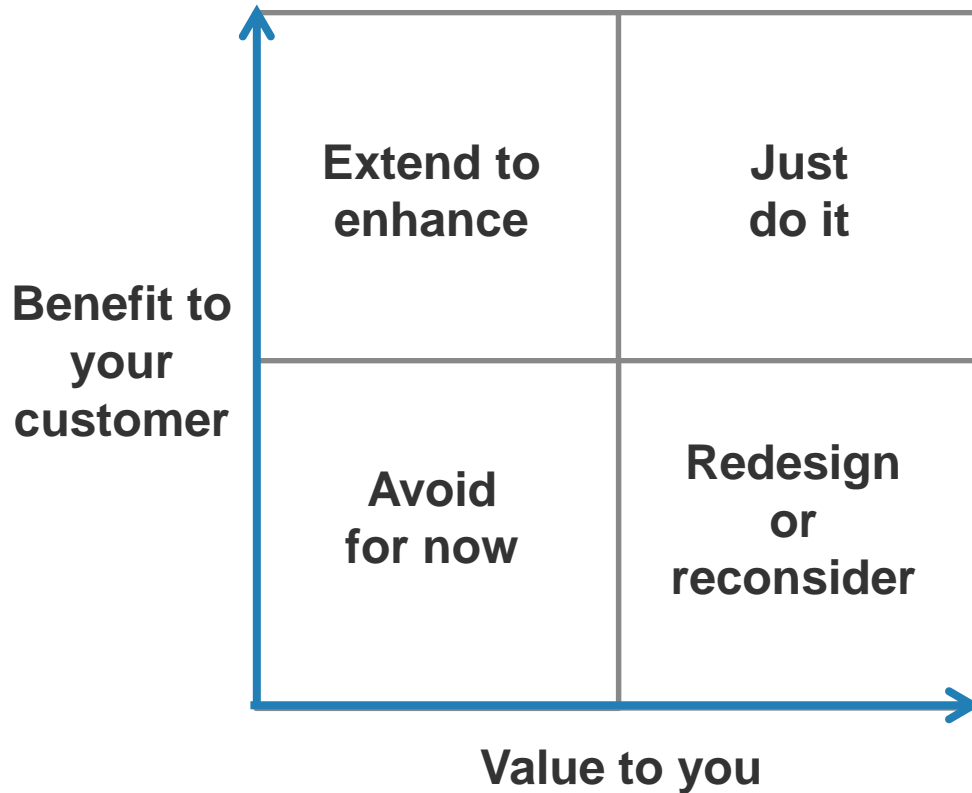 Extend to
enhance
Just
do it
Benefit to
your
customer
Avoid
for now
Redesign
or
reconsider
Value to you